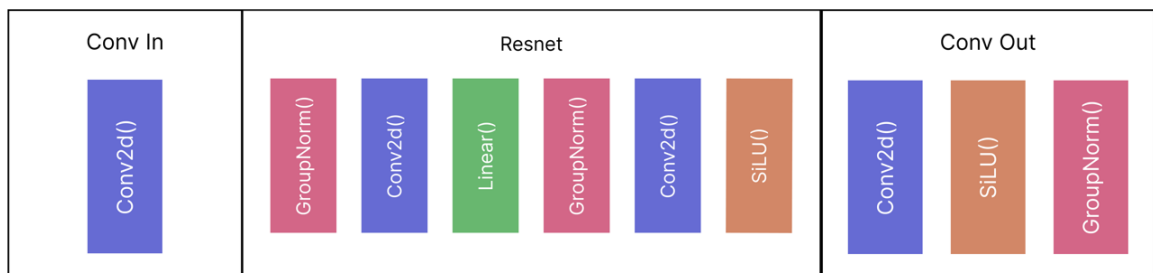 Conv In
Conv2d()
Resnet
GroupNorm()
Conv2d()
Linear()
GroupNorm()
Conv2d()
SiLU()
Conv Out
Conv2d()
SiLU()
GroupNorm()